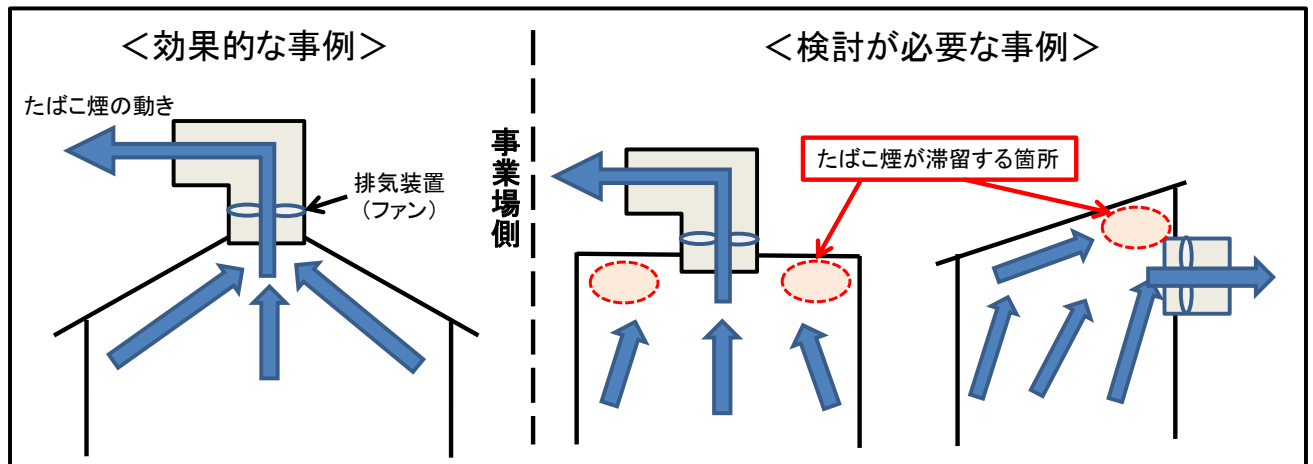 ＜効果的な事例＞
たばこ煙の動き
排気装置
（ファン）
事業場側
＜検討が必要な事例＞
たばこ煙が滞留する箇所